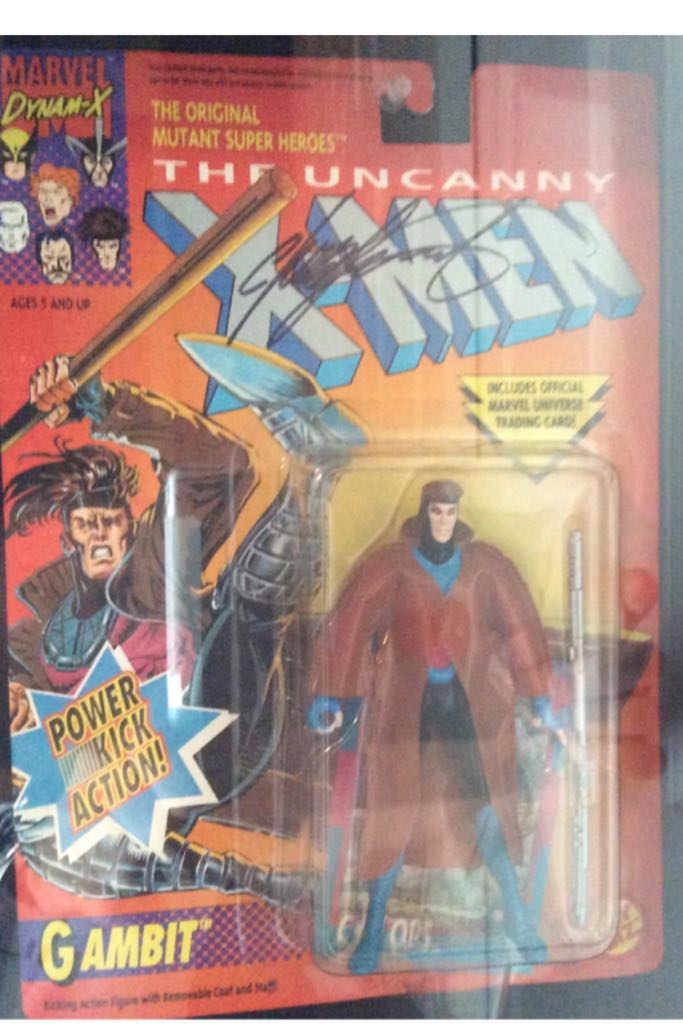 MARVEL
DYNAM-X
THE ORIGINAL
MUTANT SUPER HEROES™
THE UNCANNY
X-MEN
AGES 5 AND UP
INCLUDES OFFICIAL
MARVEL UNIVERSE
TRADING CARD!
POWER
KICK
ACTION!
GAMBIT™
Kicking Action Figure with Removable Coat and Staff!